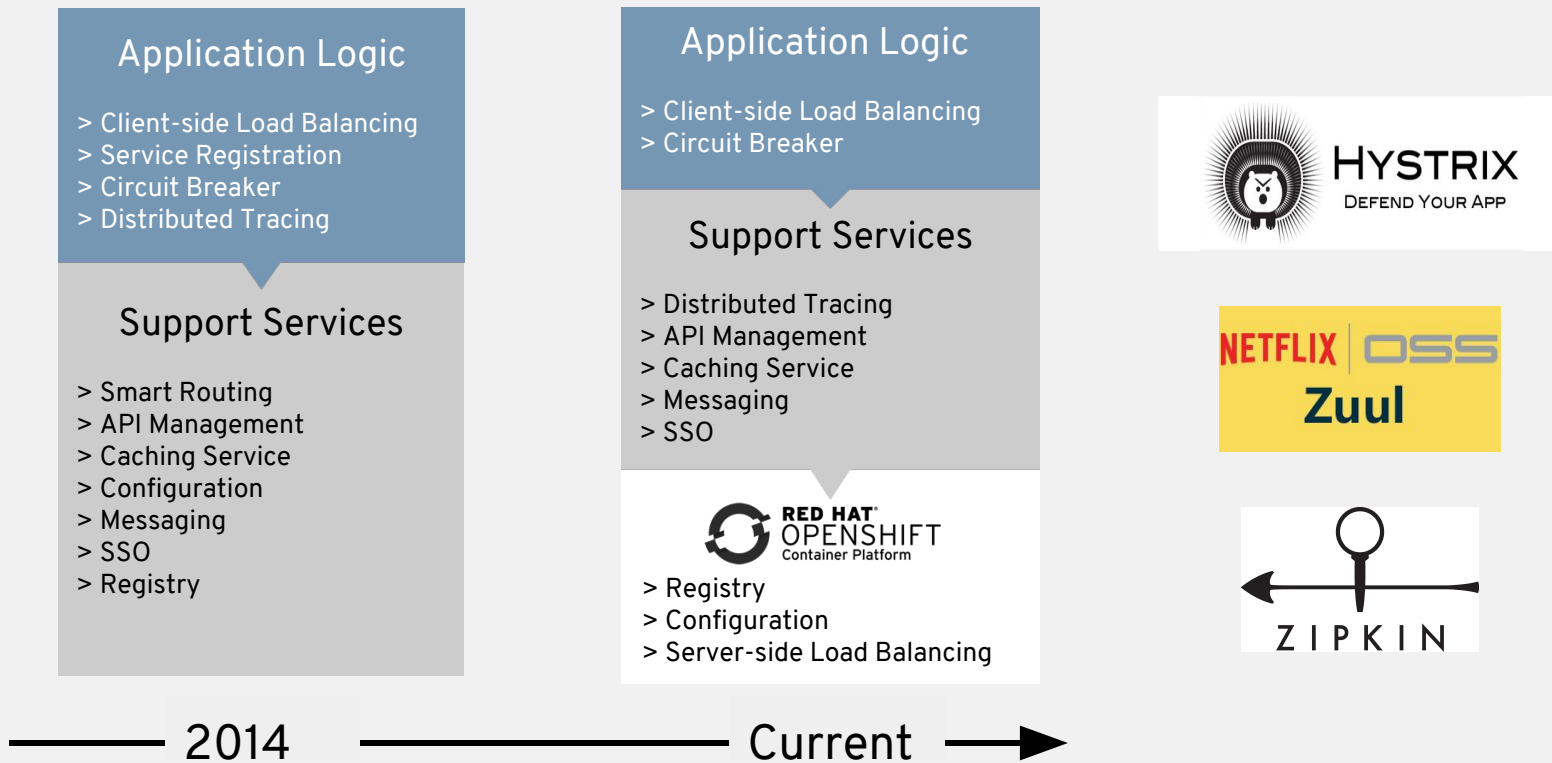 Application Logic
> Client-side Load Balancing
> Service Registration
> Circuit Breaker
> Distributed Tracing
Support Services
> Smart Routing
> API Management
> Caching Service
> Configuration
> Messaging
> SSO
> Registry
Application Logic
> Client-side Load Balancing
> Circuit Breaker
Support Services
> Distributed Tracing
> API Management
> Caching Service
> Messaging
> SSO
RED HAT®
OPENSHIFT
Container Platform
> Registry
> Configuration
> Server-side Load Balancing
HYSTRIX
DEFEND YOUR APP
NETFLIX | OSS
Zuul
ZIPKIN
2014
Current